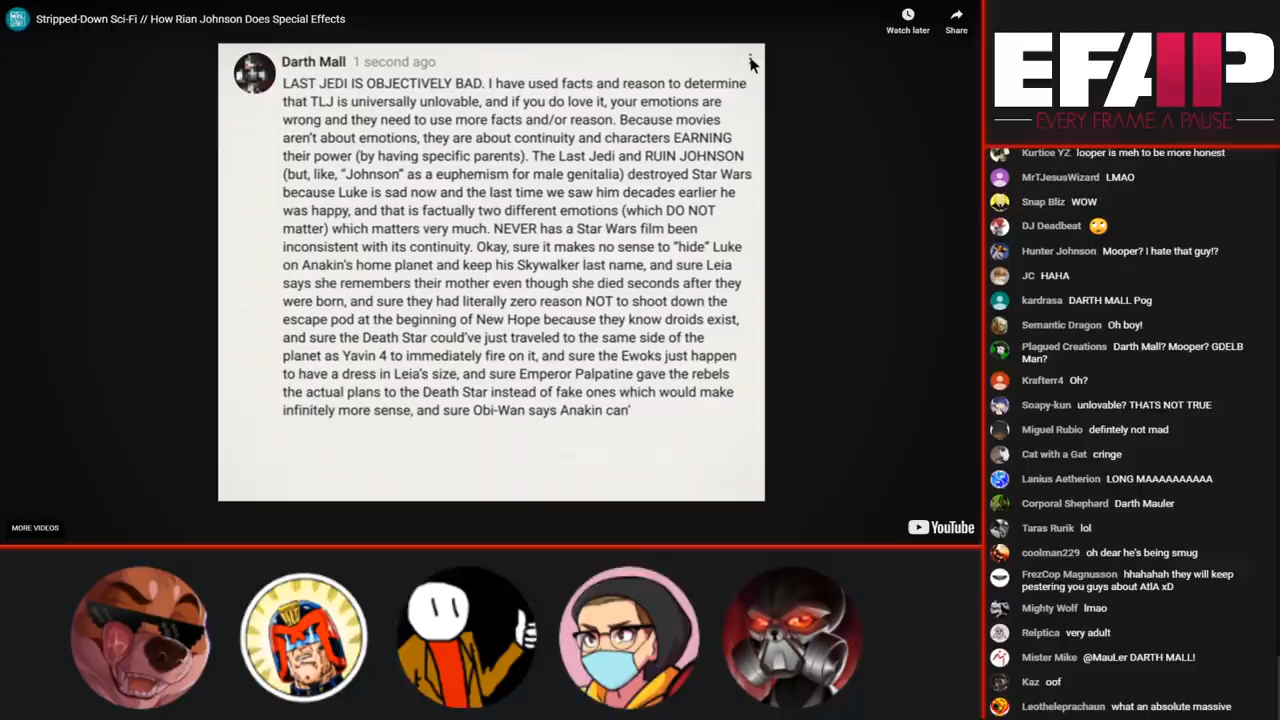 Stripped-Down Sci-Fi // How Rian Johnson Does Special Effects
Watch later
Share
Darth Mall 1 second ago
LAST JEDI IS OBJECTIVELY BAD. I have used facts and reason to determine
that TLJ is universally unlovable, and if you do love it, your emotions are
wrong and they need to use more facts and/or reason. Because movies
aren't about emotions, they are about continuity and characters EARNING
their power (by having specific parents). The Last Jedi and RUIN JOHNSON
(but, like, “Johnson” as a euphemism for male genitalia) destroyed Star Wars
because Luke is sad now and the last time we saw him decades earlier he
was happy, and that is factually two different emotions (which DO NOT
matter) which matters very much. NEVER has a Star Wars film been
inconsistent with its continuity. Okay, sure it makes no sense to “hide” Luke
on Anakin's home planet and keep his Skywalker last name, and sure Leia
says she remembers their mother even though she died seconds after they
were born, and sure they had literally zero reason NOT to shoot down the
escape pod at the beginning of New Hope because they know droids exist,
and sure the Death Star could've just traveled to the same side of the
planet as Yavin 4 to immediately fire on it, and sure the Ewoks just happen
to have a dress in Leia's size, and sure Emperor Palpatine gave the rebels
the actual plans to the Death Star instead of fake ones which would make
infinitely more sense, and sure Obi-Wan says Anakin can'
MORE VIDEOS
YouTube
EFAP
EVERY FRAME A PAUSE
Kurtice YZ looper is meh to be more honest
MrTJesusWizard LMAO
Snap Bliz WOW
DJ Deadbeat 🙄
Hunter Johnson Mooper? I hate that guy!?
JC HAHA
kardrasa DARTH MALL Pog
Semantic Dragon Oh boy!
Plagued Creations Darth Mall? Mooper? GDELB
Man?
Krafterr4 Oh?
Soapy-kun unlovable? THATS NOT TRUE
Miguel Rubio defintely not mad
Cat with a Gat cringe
Lanius Aetherion LONG MAAAAAAAAAA
Corporal Shephard Darth Mauler
Taras Rurik lol
coolman229 oh dear he's being smug
FrezCop Magnusson hhahahah they will keep
pestering you guys about AtlA xD
Mighty Wolf lmao
Relptica very adult
Mister Mike @MauLer DARTH MALL!
Kaz oof
Leotheleprachaun what an absolute massive